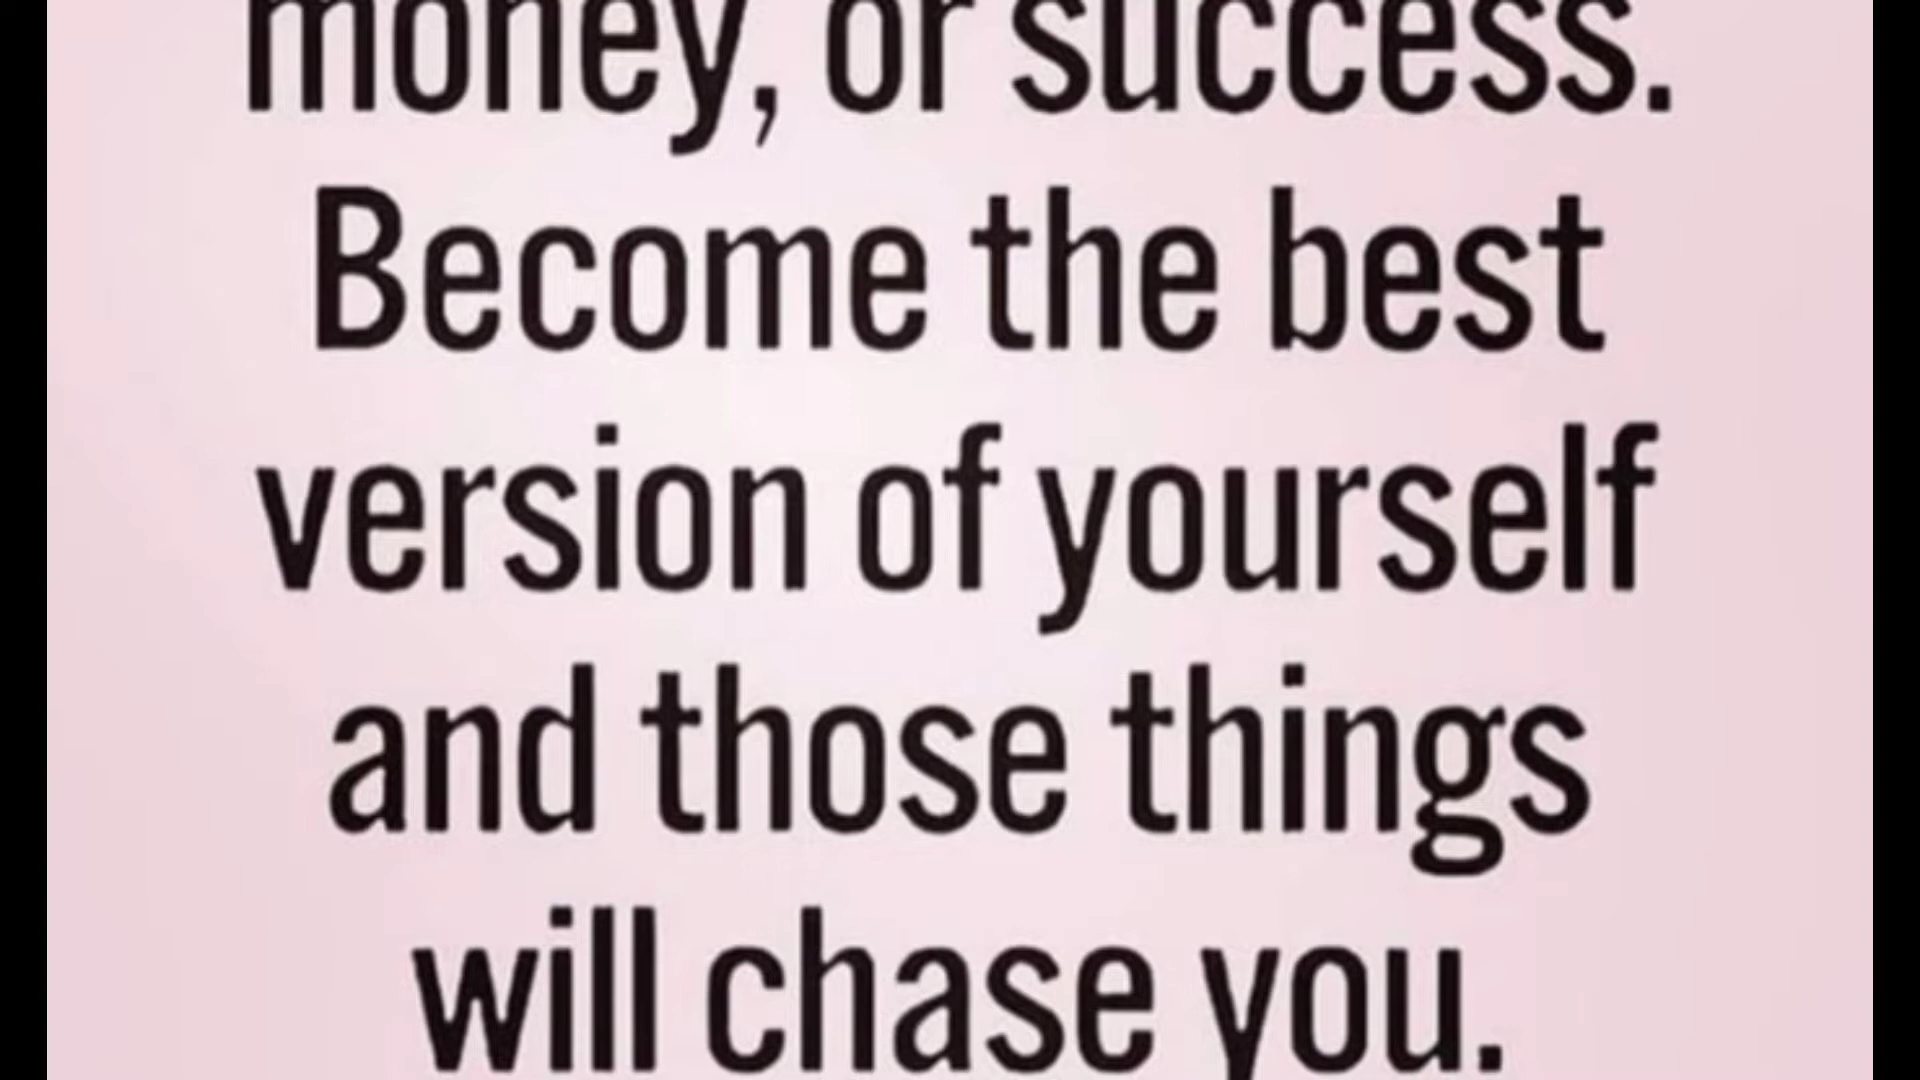 money, or success.
Become the best
version of yourself
and those things
will chase you.